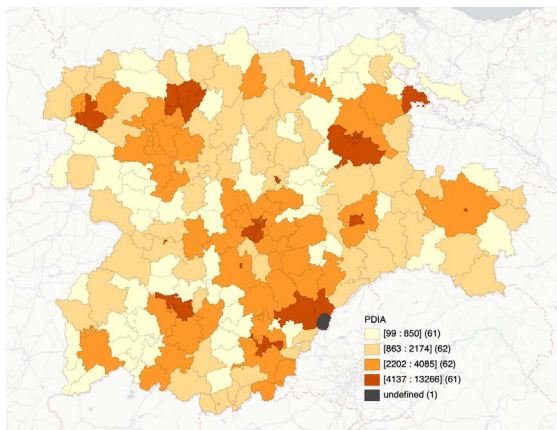 PDIA
[99 : 850] (61)
[863 : 2174] (62)
[2202 : 4085] (62)
[4137 : 13266] (61)
undefined (1)